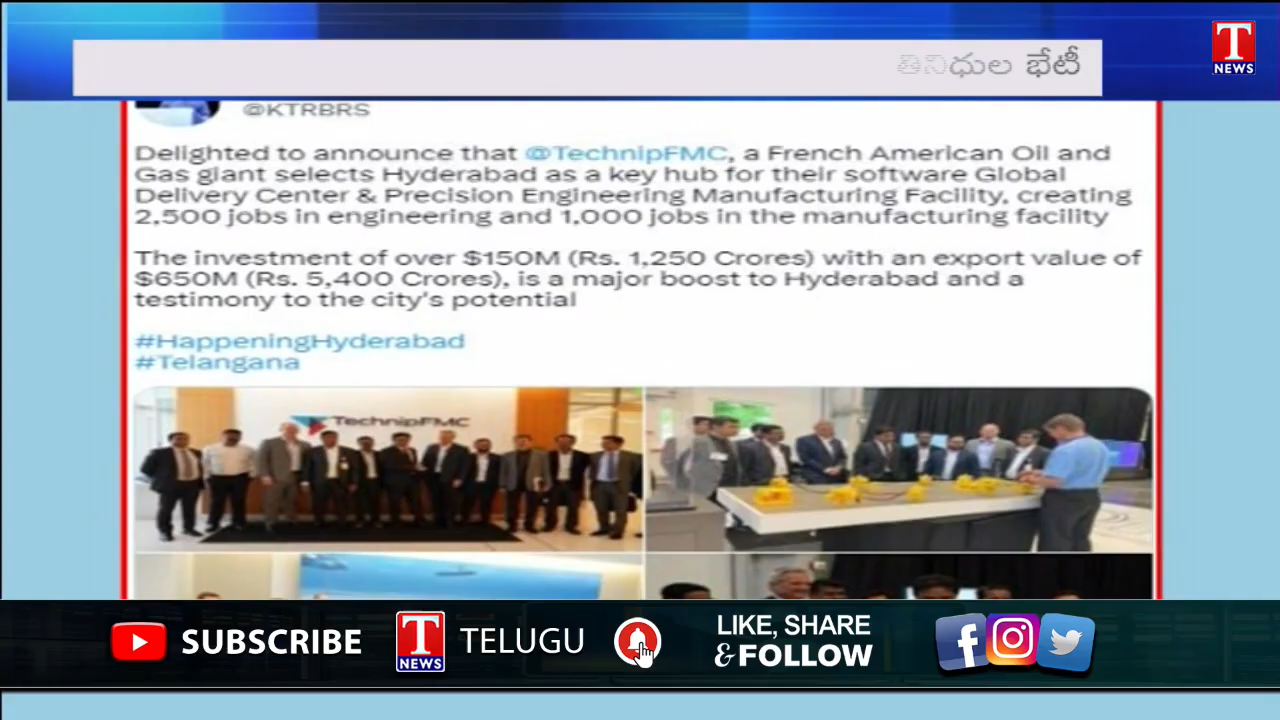 తినిధుల భేటీ
T
NEWS
@KTRBRS
Delighted to announce that @TechnipFMC, a French American Oil and
Gas giant selects Hyderabad as a key hub for their software Global
Delivery Center & Precision Engineering Manufacturing Facility, creating
2,500 jobs in engineering and 1,000 jobs in the manufacturing facility
The investment of over $150M (Rs. 1,250 Crores) with an export value of
$650M (Rs. 5,400 Crores), is a major boost to Hyderabad and a
testimony to the city's potential
#HappeningHyderabad
#Telangana
TechnipFMC
SUBSCRIBE
T
NEWS
TELUGU
LIKE, SHARE
& FOLLOW